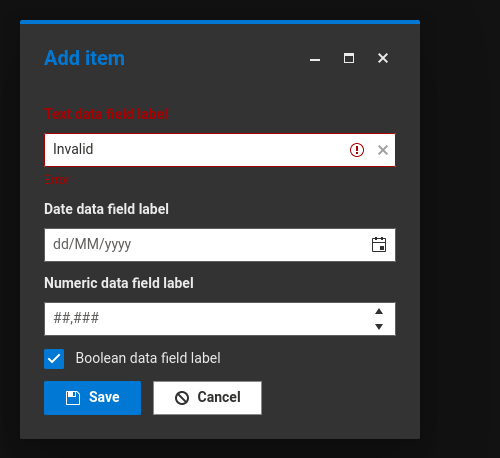 Add item
Text data field label
Invalid
Error
Date data field label
dd/MM/yyyy
Numeric data field label
##,###
Boolean data field label
Save
Cancel